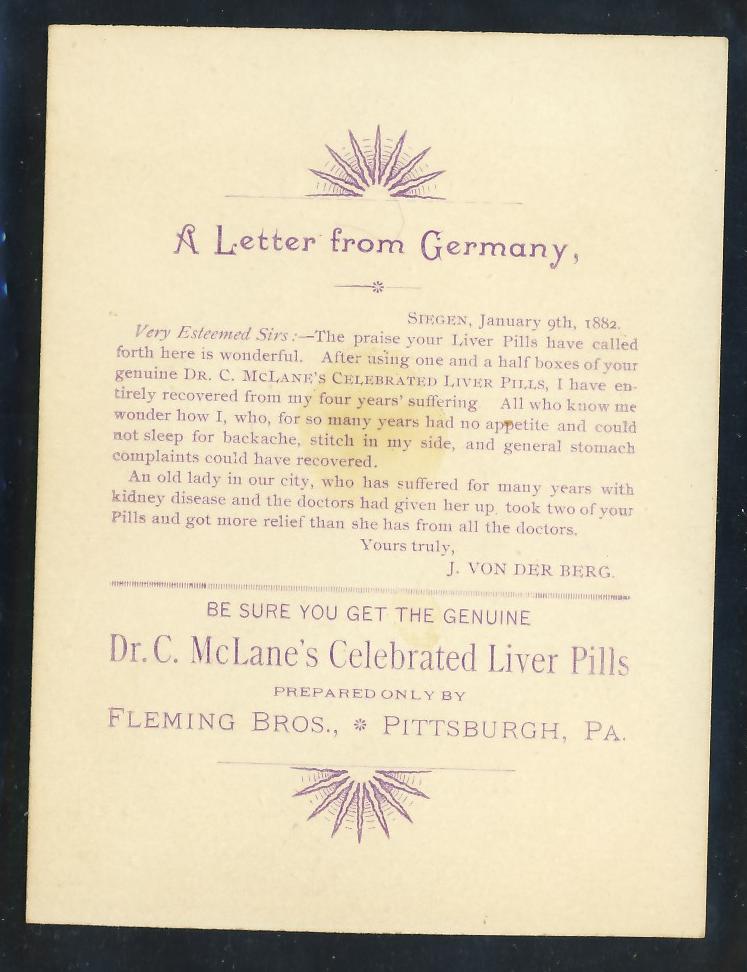 A Letter from Germany,
SIEGEN, January 9th, 1882.
Very Esteemed Sirs:—The praise your Liver Pills have called
forth here is wonderful. After using one and a half boxes of your
genuine DR. C. MCLANE'S CELEBRATED LIVER PILLS, I have en-
tirely recovered from my four years' suffering All who know me
wonder how I, who, for so many years had no appetite and could
not sleep for backache, stitch in my side, and general stomach
complaints could have recovered.
An old lady in our city, who has suffered for many years with
kidney disease and the doctors had given her up, took two of your
Pills and got more relief than she has from all the doctors.
Yours truly,
J. VON DER BERG.
BE SURE YOU GET THE GENUINE
Dr. C. McLane's Celebrated Liver Pills
PREPARED ONLY BY
FLEMING BROS., PITTSBURGH, PA.